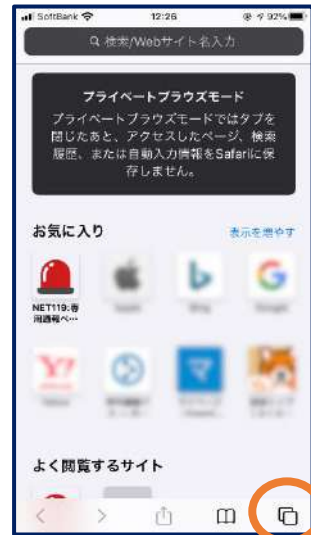 SoftBank 12:26 92%
検索/Webサイト名入力
プライベートブラウズモード
プライベートブラウズモードではタブを
閉じたあと、アクセスしたページ、検索
履歴、または自動入力情報をSafariに保
存しません。
お気に入り 表示を増やす
NET119:専
用通報ペ…
よく閲覧するサイト